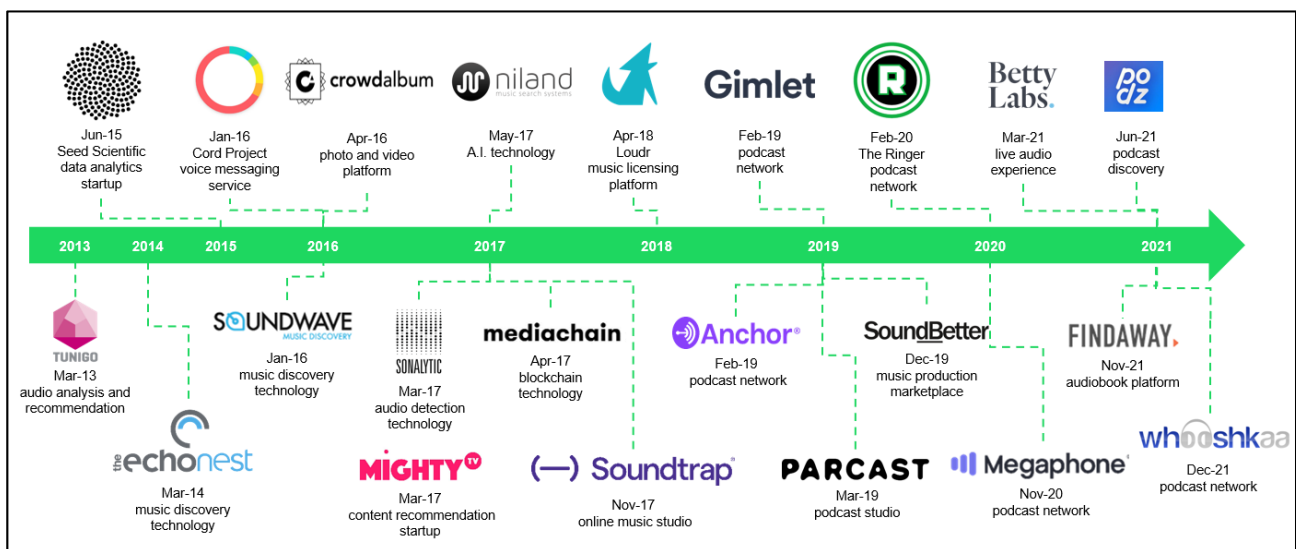 crowdalbum
niland
music search systems
Gimlet
R
Betty
Labs.
po
dz
Jun-15
Seed Scientific
data analytics
startup
Jan-16
Cord Project
voice messaging
service
Apr-16
photo and video
platform
May-17
A.I. technology
Apr-18
Loudr
music licensing
platform
Feb-19
podcast
network
Feb-20
The Ringer
podcast
network
Mar-21
live audio
experience
Jun-21
podcast
discovery
2013
2014
2015
2016
2017
2018
2019
2020
2021
TUNIGO
Mar-13
audio analysis and
recommendation
SOUNDWAVE
MUSIC DISCOVERY
Jan-16
music discovery
technology
SONALYTIC
Mar-17
audio detection
technology
mediachain
Apr-17
blockchain
technology
Anchor®
Feb-19
podcast network
SoundBetter
Dec-19
music production
marketplace
FINDAWAY.
Nov-21
audiobook platform
the echonest
Mar-14
music discovery
technology
MiGHTY TV
Mar-17
content recommendation
startup
Soundtrap
Nov-17
online music studio
PARCAST
Mar-19
podcast studio
Megaphone
Nov-20
podcast network
whooshkaa
Dec-21
podcast network